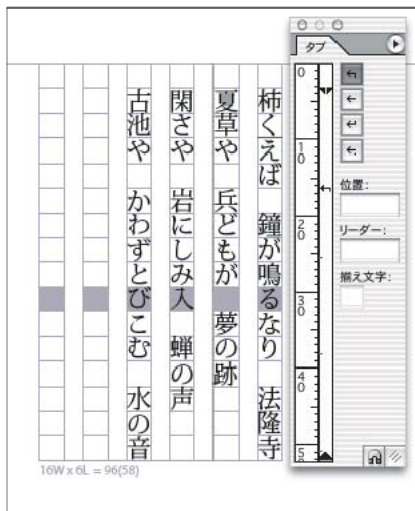 柿くえば　鐘が鳴るなり　法隆寺
夏草や　兵どもが　夢の跡
閑さや　岩にしみ入　蝉の声
古池や　かわずとびこむ　水の音
16W x 6L = 96(58)
タブ
0
10
20
30
40
5
位置:
リーダー:
揃え文字: